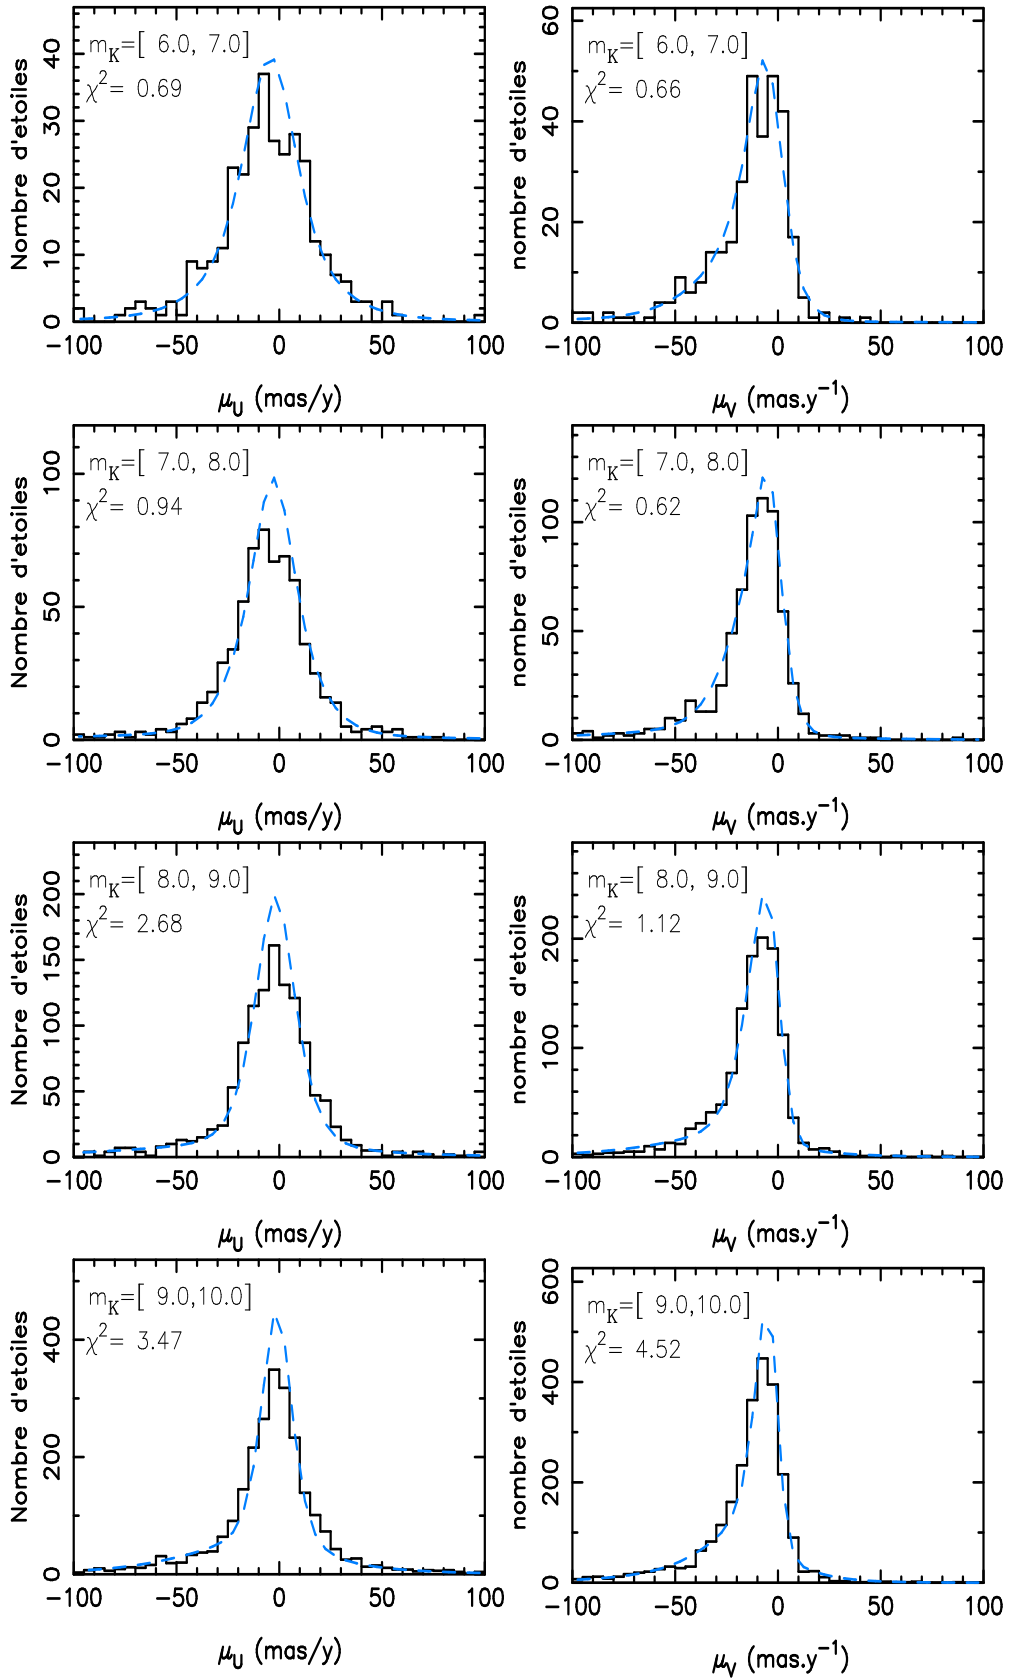 m_K=[ 6.0, 7.0]
χ²= 0.69
Nombre d'etoiles
0
10
20
30
40
−100
−50
0
50
100
μ_U (mas/y)
m_K=[ 6.0, 7.0]
χ²= 0.66
nombre d'etoiles
0
20
40
60
−100
−50
0
50
100
μ_V (mas.y⁻¹)
m_K=[ 7.0, 8.0]
χ²= 0.94
Nombre d'etoiles
0
50
100
−100
−50
0
50
100
μ_U (mas/y)
m_K=[ 7.0, 8.0]
χ²= 0.62
nombre d'etoiles
0
50
100
−100
−50
0
50
100
μ_V (mas.y⁻¹)
m_K=[ 8.0, 9.0]
χ²= 2.68
Nombre d'etoiles
0
50
100
150
200
−100
−50
0
50
100
μ_U (mas/y)
m_K=[ 8.0, 9.0]
χ²= 1.12
nombre d'etoiles
0
100
200
−100
−50
0
50
100
μ_V (mas.y⁻¹)
m_K=[ 9.0,10.0]
χ²= 3.47
Nombre d'etoiles
0
200
400
−100
−50
0
50
100
μ_U (mas/y)
m_K=[ 9.0,10.0]
χ²= 4.52
nombre d'etoiles
0
200
400
600
−100
−50
0
50
100
μ_V (mas.y⁻¹)